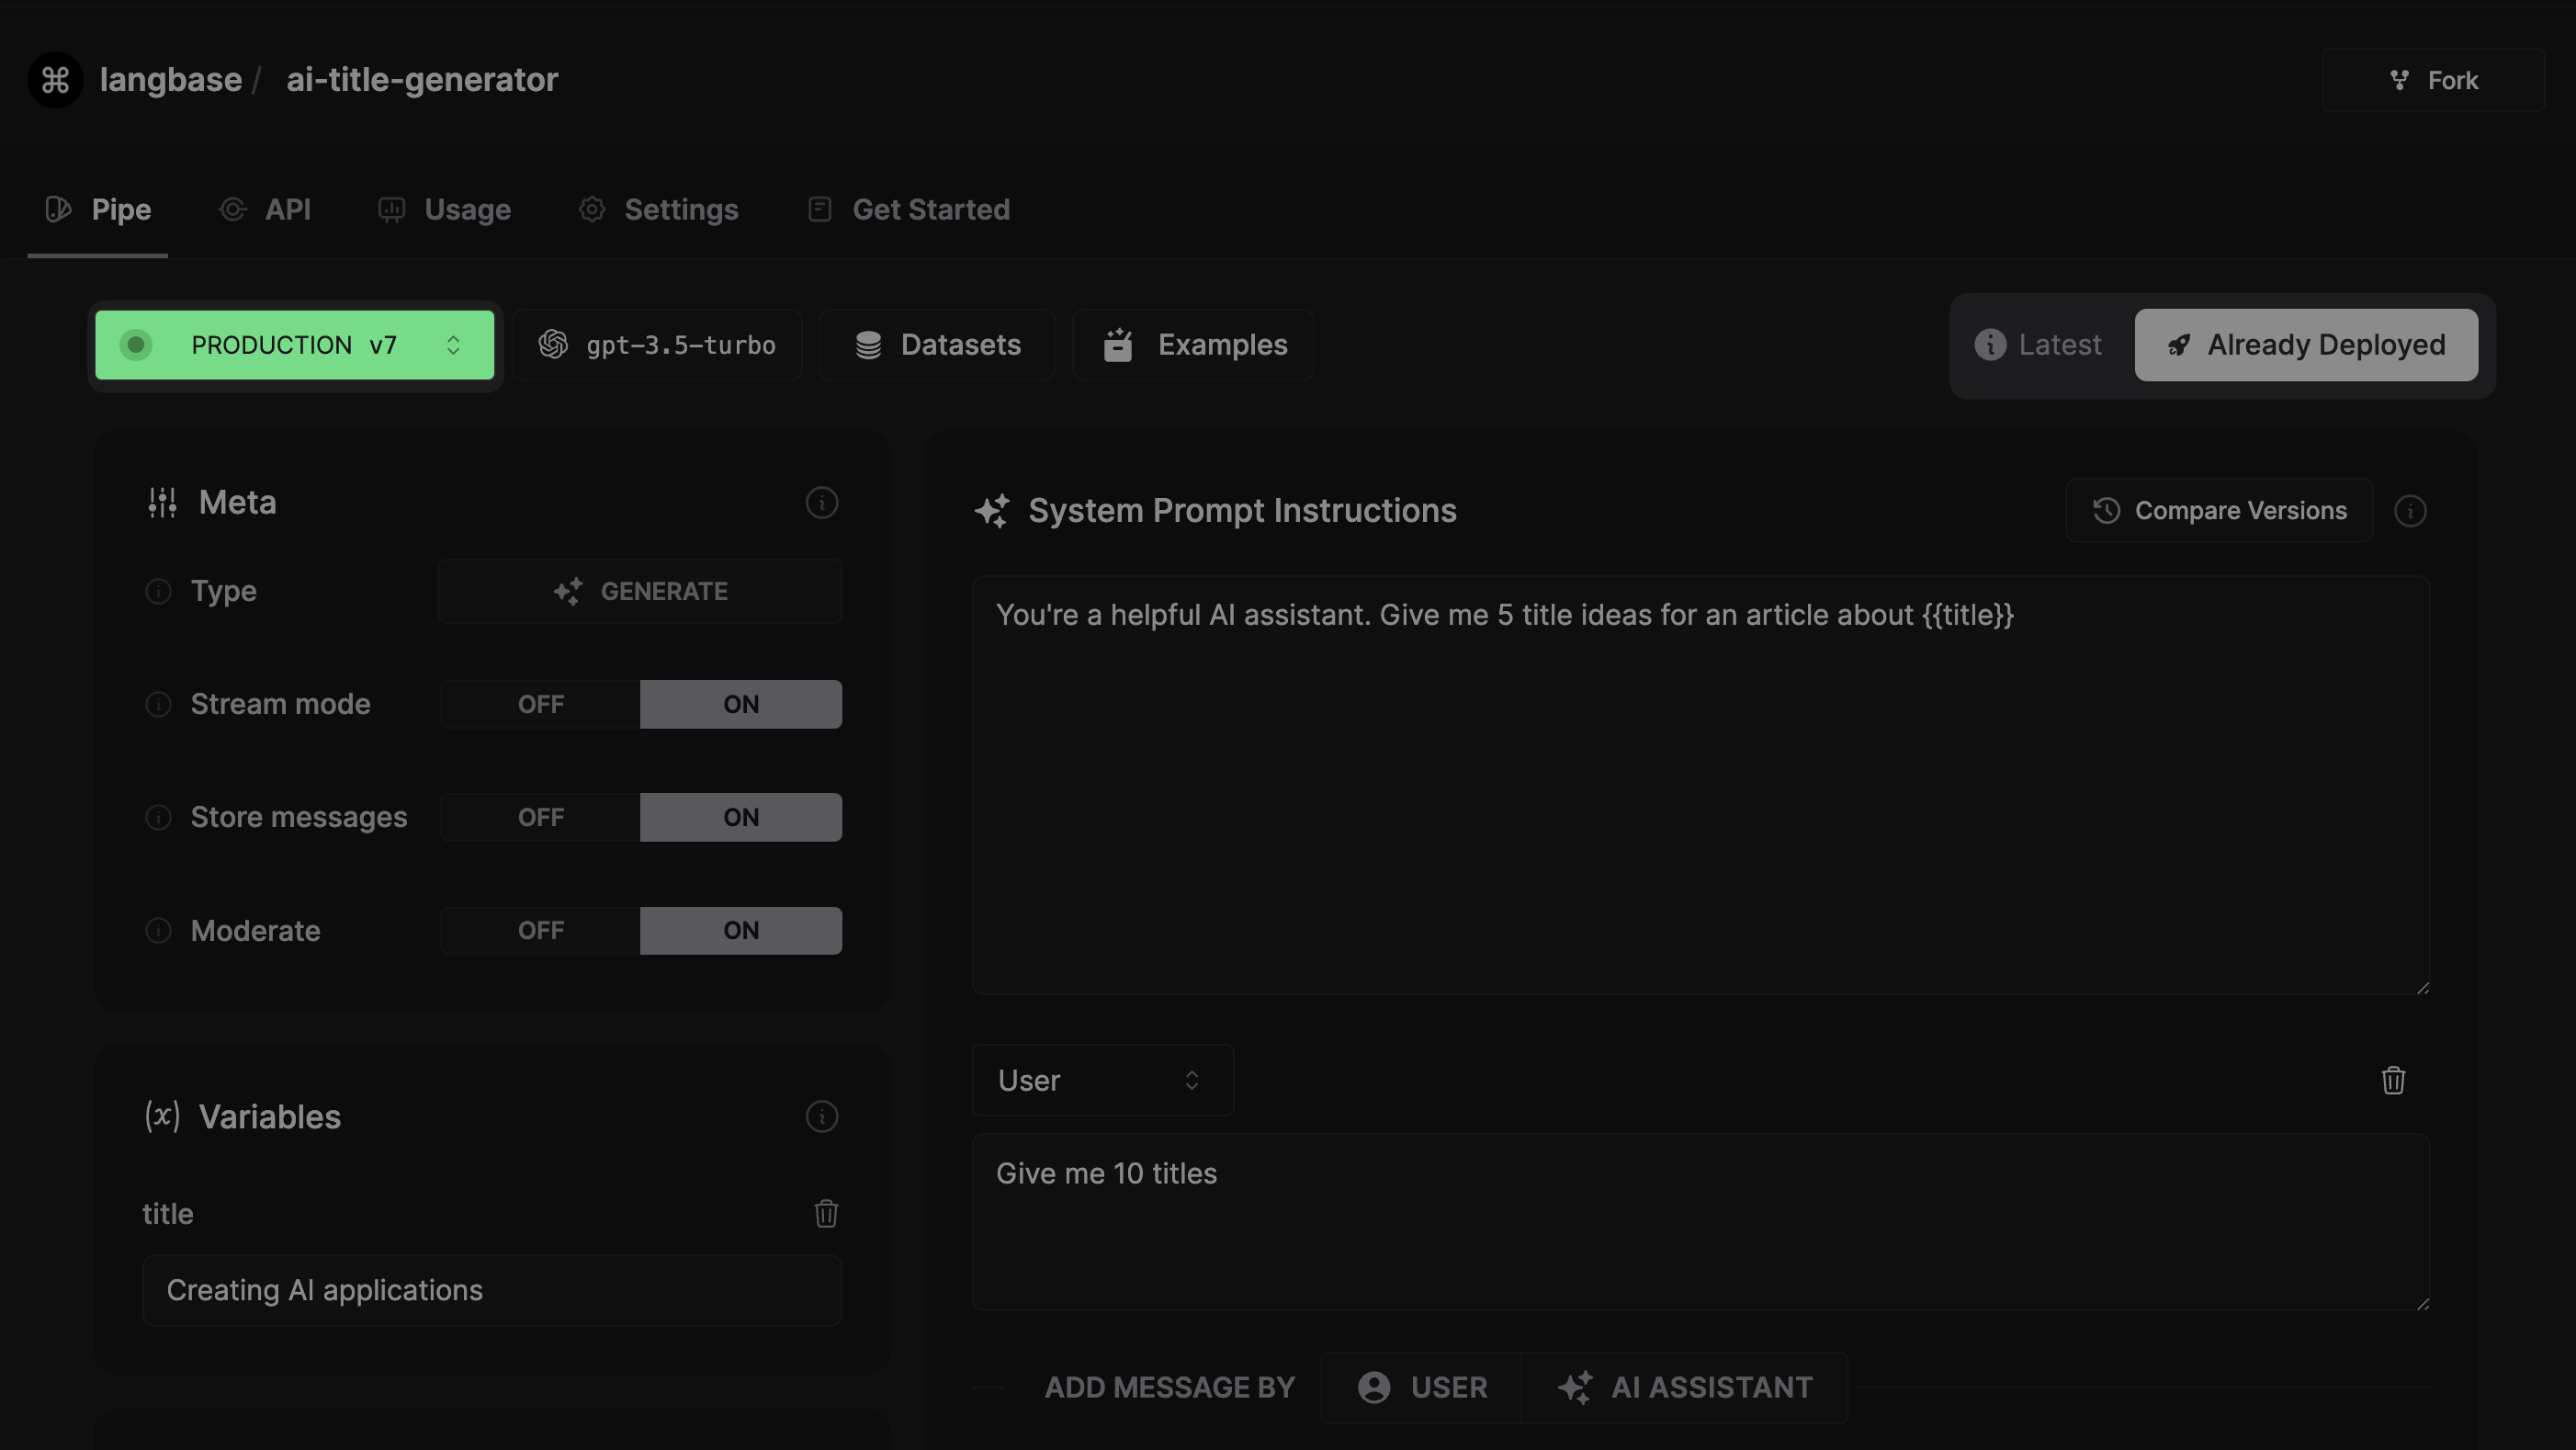 langbase / ai-title-generator
Fork
Pipe API Usage Settings Get Started
PRODUCTION v7 gpt-3.5-turbo Datasets Examples Latest Already Deployed
Meta
Type GENERATE
Stream mode OFF ON
Store messages OFF ON
Moderate OFF ON
(x) Variables
title
Creating AI applications
System Prompt Instructions Compare Versions
You're a helpful AI assistant. Give me 5 title ideas for an article about {{title}}
User
Give me 10 titles
ADD MESSAGE BY USER AI ASSISTANT